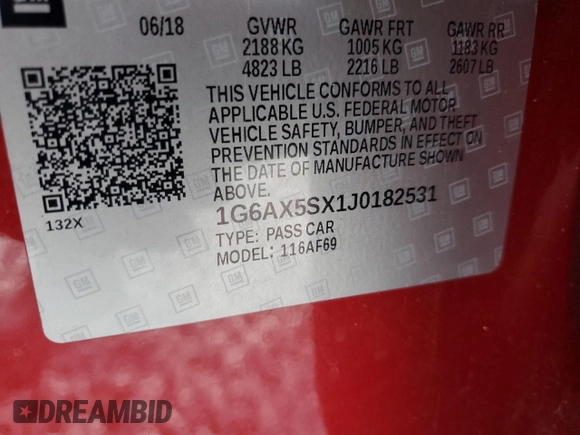 GM
06/18 GVWR GAWR FRT GAWR RR
2188 KG 1005 KG 1183 KG
4823 LB 2216 LB 2607 LB
THIS VEHICLE CONFORMS TO ALL
APPLICABLE U.S. FEDERAL MOTOR
VEHICLE SAFETY, BUMPER, AND THEFT
PREVENTION STANDARDS IN EFFECT ON
THE DATE OF MANUFACTURE SHOWN
ABOVE.
132X
1G6AX5SX1J0182531
TYPE: PASS CAR
MODEL: 116AF69
DREAMBID